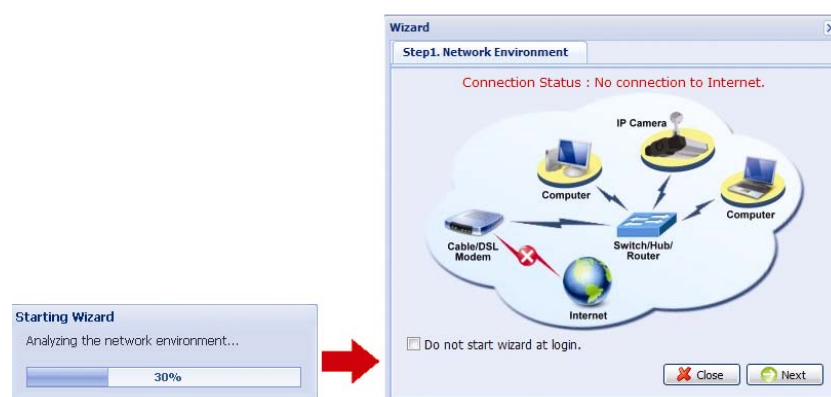 Starting Wizard
Analyzing the network environment...
30%
Wizard
Step1. Network Environment
Connection Status : No connection to Internet.
IP Camera
Computer
Computer
Cable/DSL
Modem
Switch/Hub/
Router
Internet
Do not start wizard at login.
Close
Next